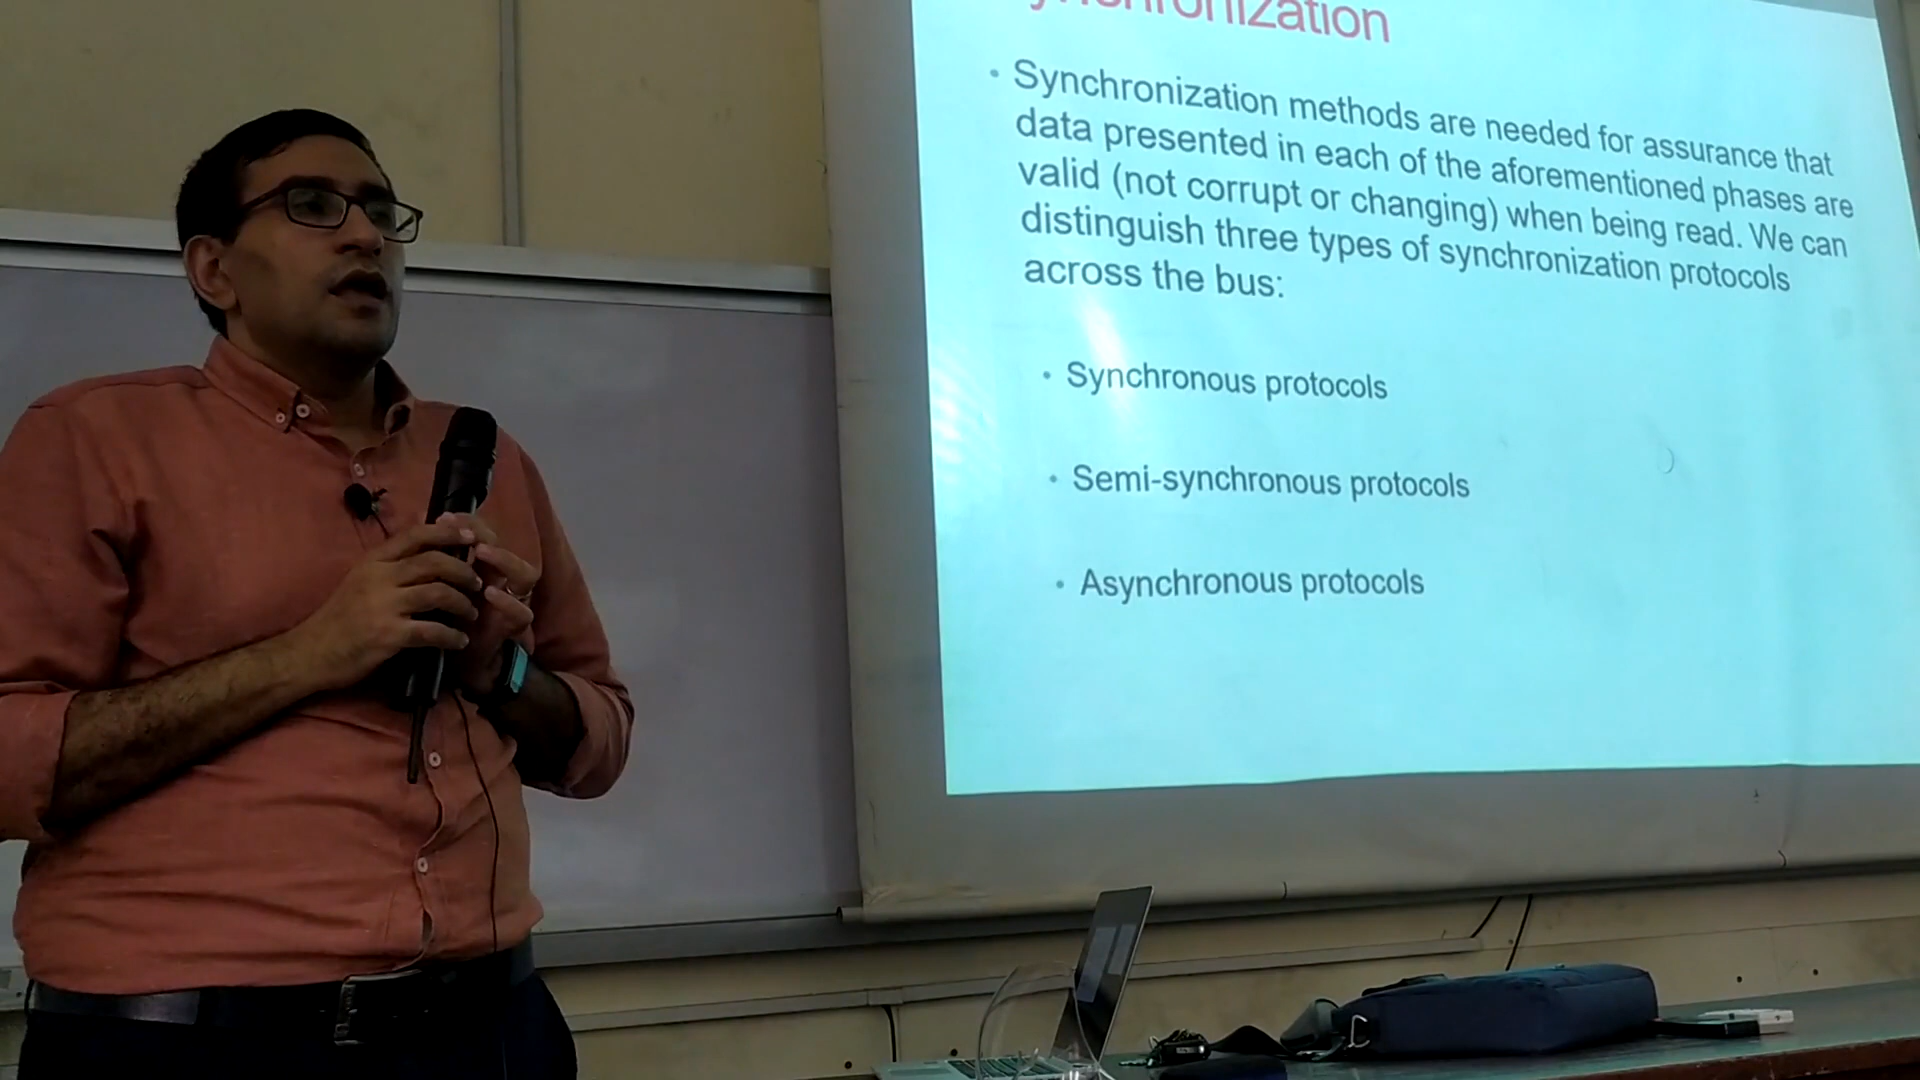 Synchronization
• Synchronization methods are needed for assurance that
data presented in each of the aforementioned phases are
valid (not corrupt or changing) when being read. We can
distinguish three types of synchronization protocols
across the bus:
• Synchronous protocols
• Semi-synchronous protocols
• Asynchronous protocols